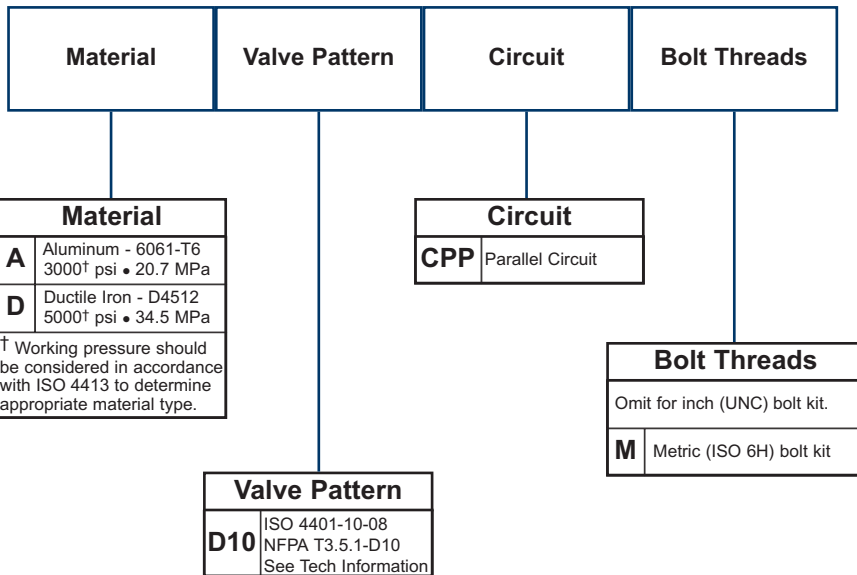 Material
Valve Pattern
Circuit
Bolt Threads
Material
A
Aluminum - 6061-T6
3000† psi • 20.7 MPa
D
Ductile Iron - D4512
5000† psi • 34.5 MPa
† Working pressure should
be considered in accordance
with ISO 4413 to determine
appropriate material type.
Circuit
CPP
Parallel Circuit
Bolt Threads
Omit for inch (UNC) bolt kit.
M
Metric (ISO 6H) bolt kit
Valve Pattern
D10
ISO 4401-10-08
NFPA T3.5.1-D10
See Tech Information